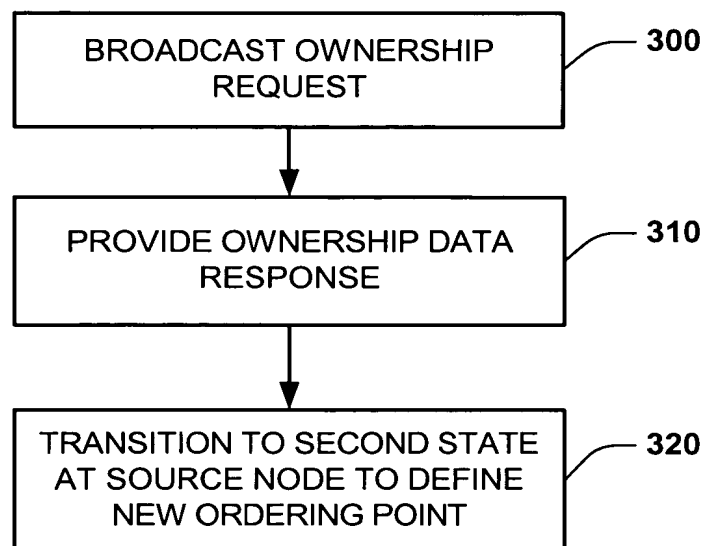 BROADCAST OWNERSHIP
REQUEST
300
PROVIDE OWNERSHIP DATA
RESPONSE
310
TRANSITION TO SECOND STATE
AT SOURCE NODE TO DEFINE
NEW ORDERING POINT
320